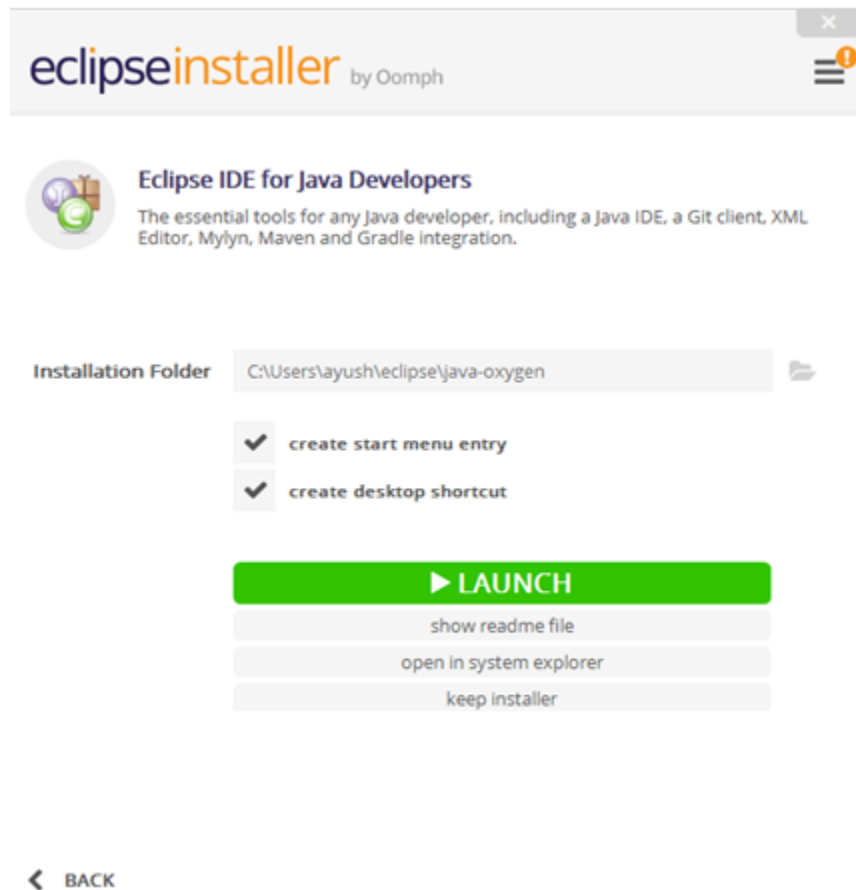 eclipseinstaller by Oomph
Eclipse IDE for Java Developers
The essential tools for any Java developer, including a Java IDE, a Git client, XML
Editor, Mylyn, Maven and Gradle integration.
Installation Folder C:\Users\ayush\eclipse\java-oxygen
create start menu entry
create desktop shortcut
LAUNCH
show readme file
open in system explorer
keep installer
BACK